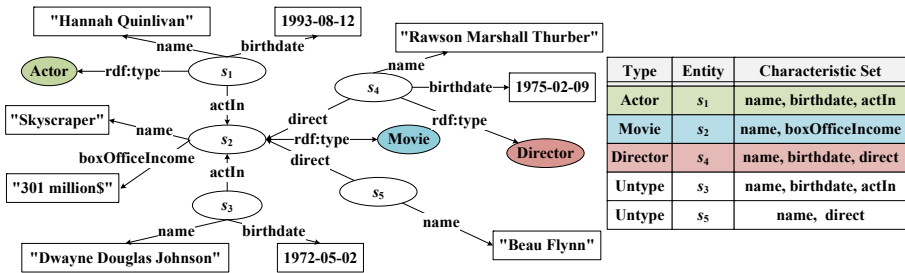 "Hannah Quinlivan"
1993-08-12
name
birthdate
Actor
rdf:type
s1
actIn
"Skyscraper"
name
s2
boxOfficeIncome
"301 million$"
actIn
s3
name
birthdate
"Dwayne Douglas Johnson"
1972-05-02
"Rawson Marshall Thurber"
name
s4
birthdate
1975-02-09
direct
rdf:type
rdf:type
Movie
Director
direct
s5
name
"Beau Flynn"
Type Entity Characteristic Set
Actor s1 name, birthdate, actIn
Movie s2 name, boxOfficeIncome
Director s4 name, birthdate, direct
Untype s3 name, birthdate, actIn
Untype s5 name, direct